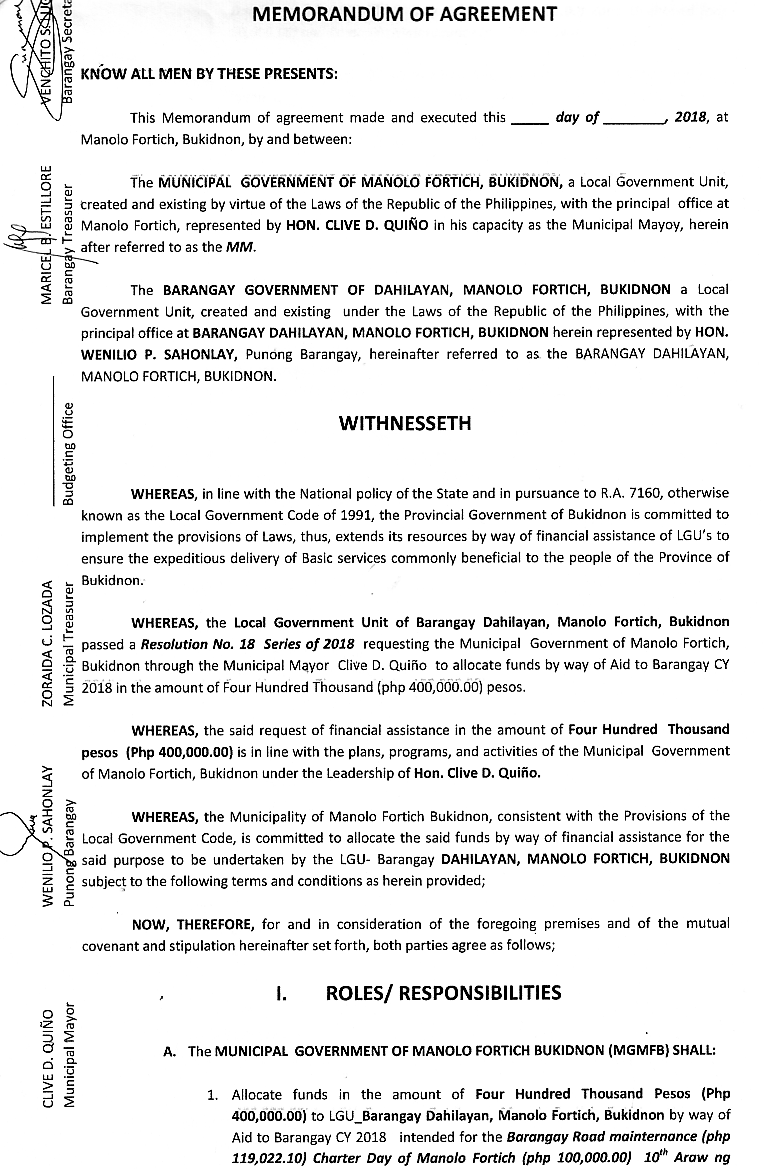 MEMORANDUM OF AGREEMENT
KNOW ALL MEN BY THESE PRESENTS:
This Memorandum of agreement made and executed this _____ day of ________, 2018, at
Manolo Fortich, Bukidnon, by and between:
The MUNICIPAL GOVERNMENT OF MANOLO FORTICH, BUKIDNON, a Local Government Unit,
created and existing by virtue of the Laws of the Republic of the Philippines, with the principal office at
Manolo Fortich, represented by HON. CLIVE D. QUIÑO in his capacity as the Municipal Mayoy, herein
after referred to as the MM.
The BARANGAY GOVERNMENT OF DAHILAYAN, MANOLO FORTICH, BUKIDNON a Local
Government Unit, created and existing under the Laws of the Republic of the Philippines, with the
principal office at BARANGAY DAHILAYAN, MANOLO FORTICH, BUKIDNON herein represented by HON.
WENILIO P. SAHONLAY, Punong Barangay, hereinafter referred to as the BARANGAY DAHILAYAN,
MANOLO FORTICH, BUKIDNON.
WITHNESSETH
WHEREAS, in line with the National policy of the State and in pursuance to R.A. 7160, otherwise
known as the Local Government Code of 1991, the Provincial Government of Bukidnon is committed to
implement the provisions of Laws, thus, extends its resources by way of financial assistance of LGU's to
ensure the expeditious delivery of Basic services commonly beneficial to the people of the Province of
Bukidnon.
WHEREAS, the Local Government Unit of Barangay Dahilayan, Manolo Fortich, Bukidnon
passed a Resolution No. 18 Series of 2018 requesting the Municipal Government of Manolo Fortich,
Bukidnon through the Municipal Mayor Clive D. Quiño to allocate funds by way of Aid to Barangay CY
2018 in the amount of Four Hundred Thousand (php 400,000.00) pesos.
WHEREAS, the said request of financial assistance in the amount of Four Hundred Thousand
pesos (Php 400,000.00) is in line with the plans, programs, and activities of the Municipal Government
of Manolo Fortich, Bukidnon under the Leadership of Hon. Clive D. Quiño.
WHEREAS, the Municipality of Manolo Fortich Bukidnon, consistent with the Provisions of the
Local Government Code, is committed to allocate the said funds by way of financial assistance for the
said purpose to be undertaken by the LGU- Barangay DAHILAYAN, MANOLO FORTICH, BUKIDNON
subject to the following terms and conditions as herein provided;
NOW, THEREFORE, for and in consideration of the foregoing premises and of the mutual
covenant and stipulation hereinafter set forth, both parties agree as follows;
I. ROLES/ RESPONSIBILITIES
A. The MUNICIPAL GOVERNMENT OF MANOLO FORTICH BUKIDNON (MGMFB) SHALL:
1. Allocate funds in the amount of Four Hundred Thousand Pesos (Php
400,000.00) to LGU_Barangay Dahilayan, Manolo Fortich, Bukidnon by way of
Aid to Barangay CY 2018 intended for the Barangay Road mainternance (php
119,022.10) Charter Day of Manolo Fortich (php 100,000.00) 10th Araw ng
CLIVE D. QUIÑO
Municipal Mayor
WENILIO P. SAHONLAY
Punong Barangay
ZORAIDA C. LOZADA
Municipal Treasurer
Budgeting Office
MARICEL B. ESTILLORE
Barangay Treasurer
VENCHITO
Barangay Secreta